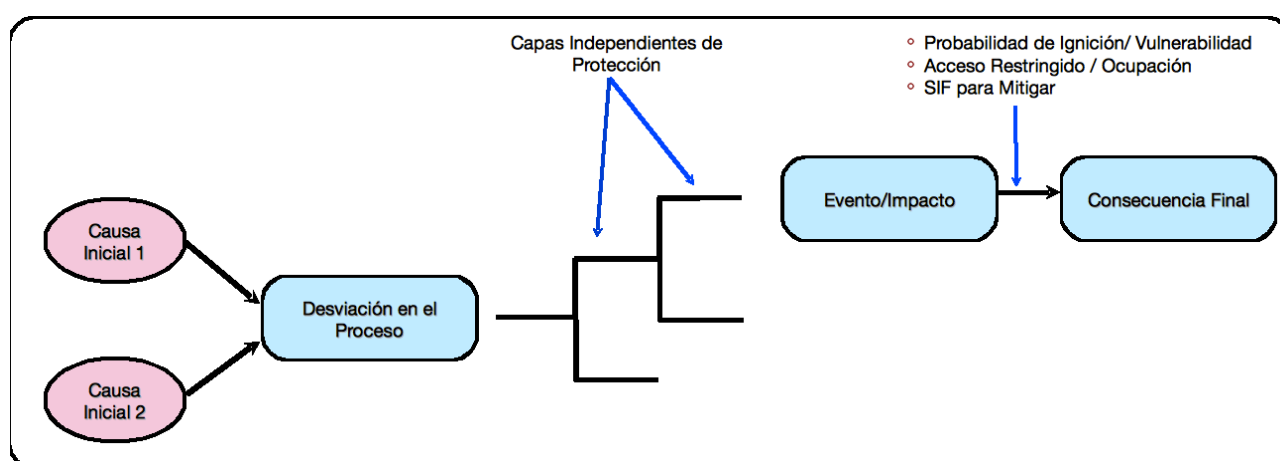 Capas Independientes de
Protección
° Probabilidad de Ignición/ Vulnerabilidad
° Acceso Restringido / Ocupación
° SIF para Mitigar
Causa
Inicial 1
Desviación en el
Proceso
Causa
Inicial 2
Evento/Impacto
Consecuencia Final